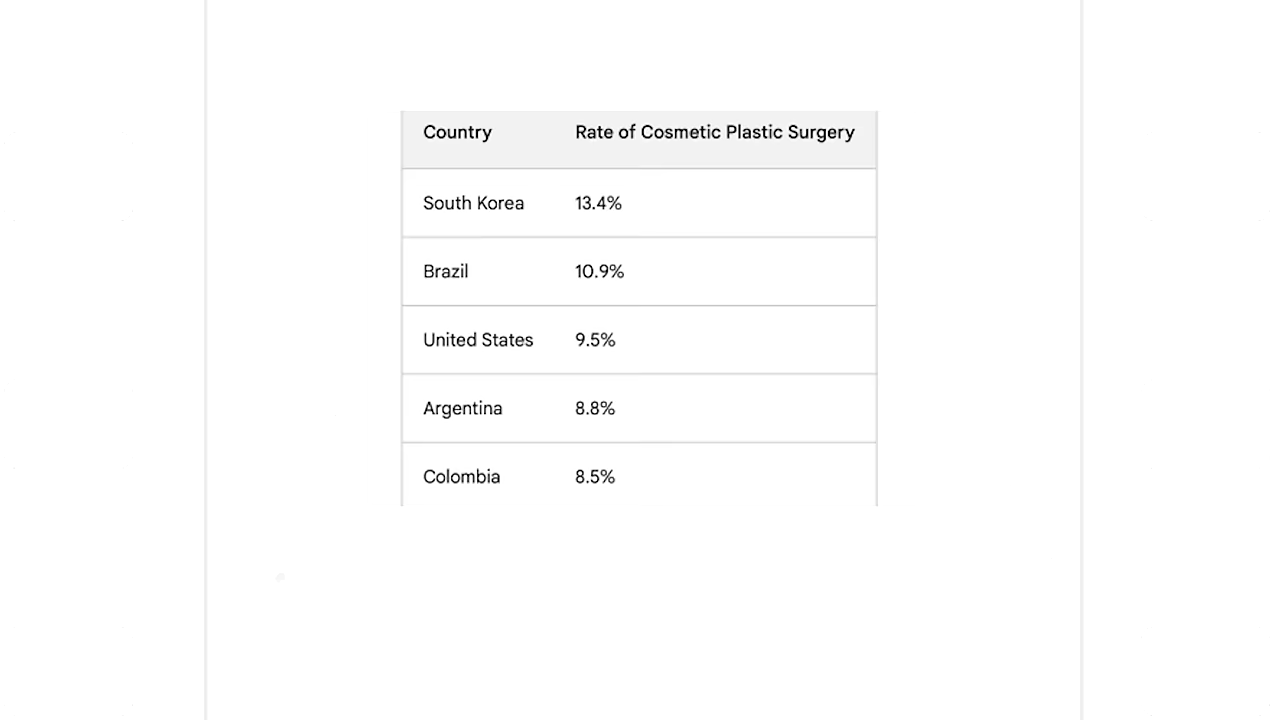 Country Rate of Cosmetic Plastic Surgery
South Korea 13.4%
Brazil 10.9%
United States 9.5%
Argentina 8.8%
Colombia 8.5%